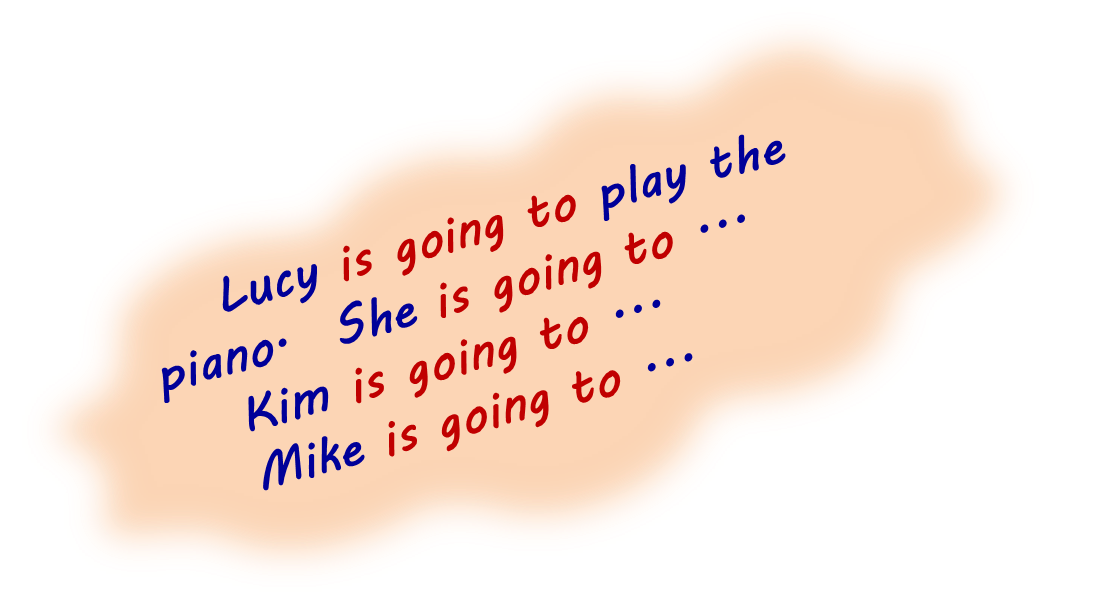 Lucy is going to play the
piano. She is going to ...
Kim is going to ...
Mike is going to ...